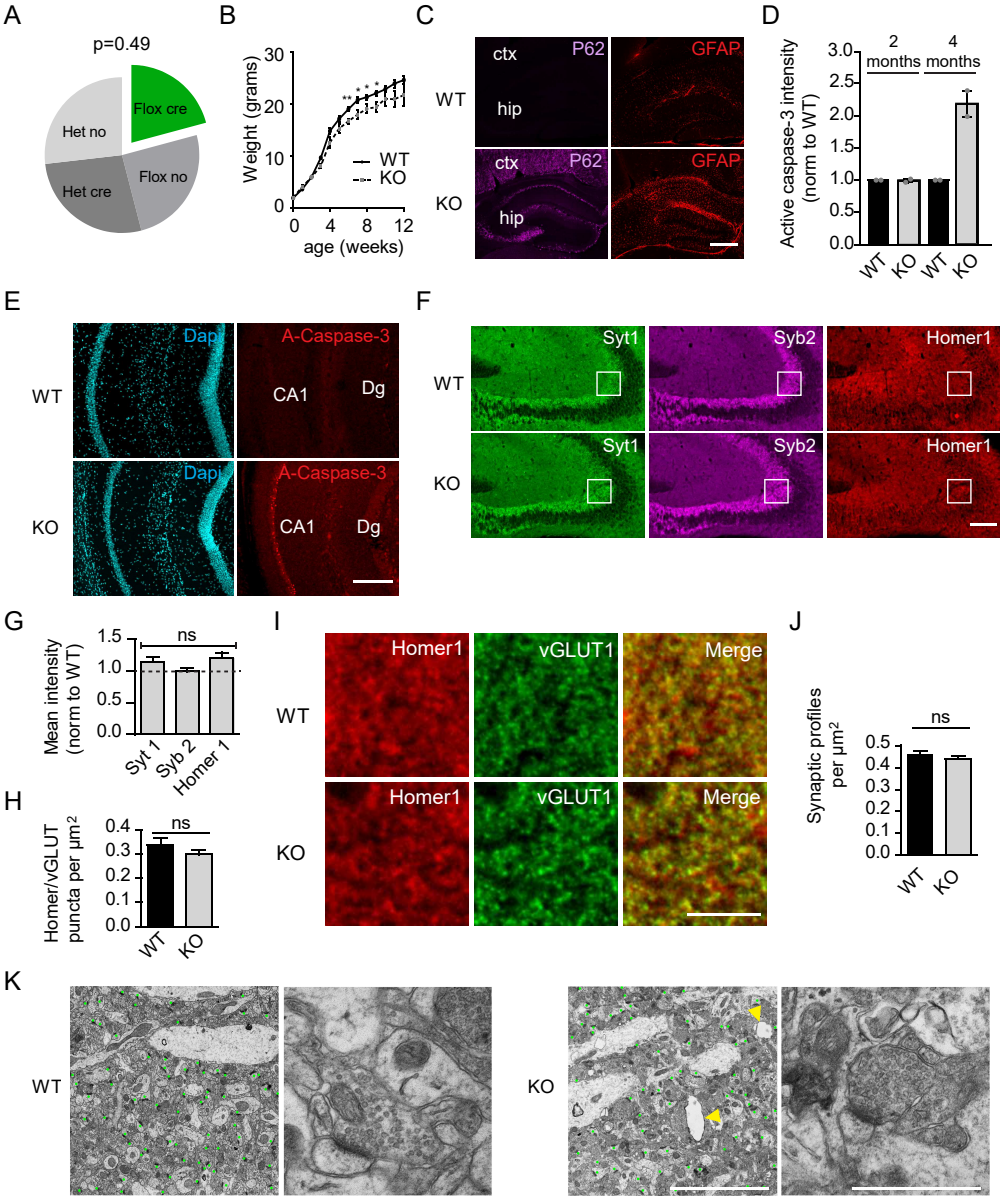 A
p=0.49
Flox cre
Het no
Het cre
Flox no
B
Weight (grams)
30
20
10
0
** * * *
WT
KO
0 4 8 12
age (weeks)
C
ctx
P62
GFAP
WT
hip
ctx
P62
GFAP
KO
hip
D
Active caspase-3 intensity
(norm to WT)
2 4
months months
3.0
2.5
2.0
1.5
1.0
0.5
0.0
WT KO WT KO
E
Dapi
A-Caspase-3
WT
CA1
Dg
Dapi
A-Caspase-3
KO
CA1
Dg
F
Syt1
Syb2
Homer1
WT
Syt1
Syb2
Homer1
KO
G
Mean intensity
(norm to WT)
ns
1.5
1.0
0.5
0.0
Syt 1
Syb 2
Homer 1
H
Homer/vGLUT
puncta per µm2
ns
0.4
0.3
0.2
0.1
0.0
WT
KO
I
Homer1
vGLUT1
Merge
WT
Homer1
vGLUT1
Merge
KO
J
Synaptic profiles
per µm2
ns
0.5
0.4
0.3
0.2
0.1
0.0
WT
KO
K
WT
KO